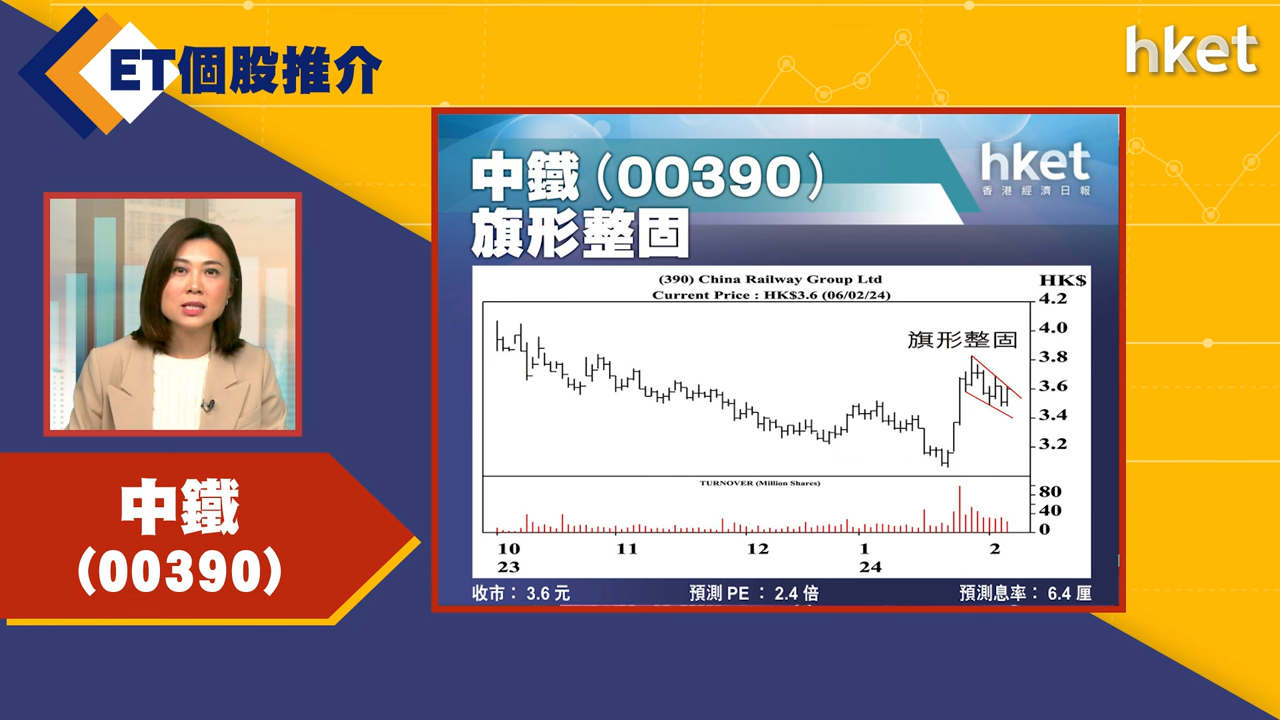 ET個股推介
hket
中鐵（00390）
旗形整固
hket
香港經濟日報
(390) China Railway Group Ltd
Current Price : HK$3.6 (06/02/24)
HK$
4.2
4.0
3.8
3.6
3.4
3.2
旗形整固
TURNOVER (Million Shares)
80
40
0
10 11 12 1 2
23 24
收市： 3.6 元 預測 PE ： 2.4 倍 預測息率： 6.4 厘
中鐵
(00390)